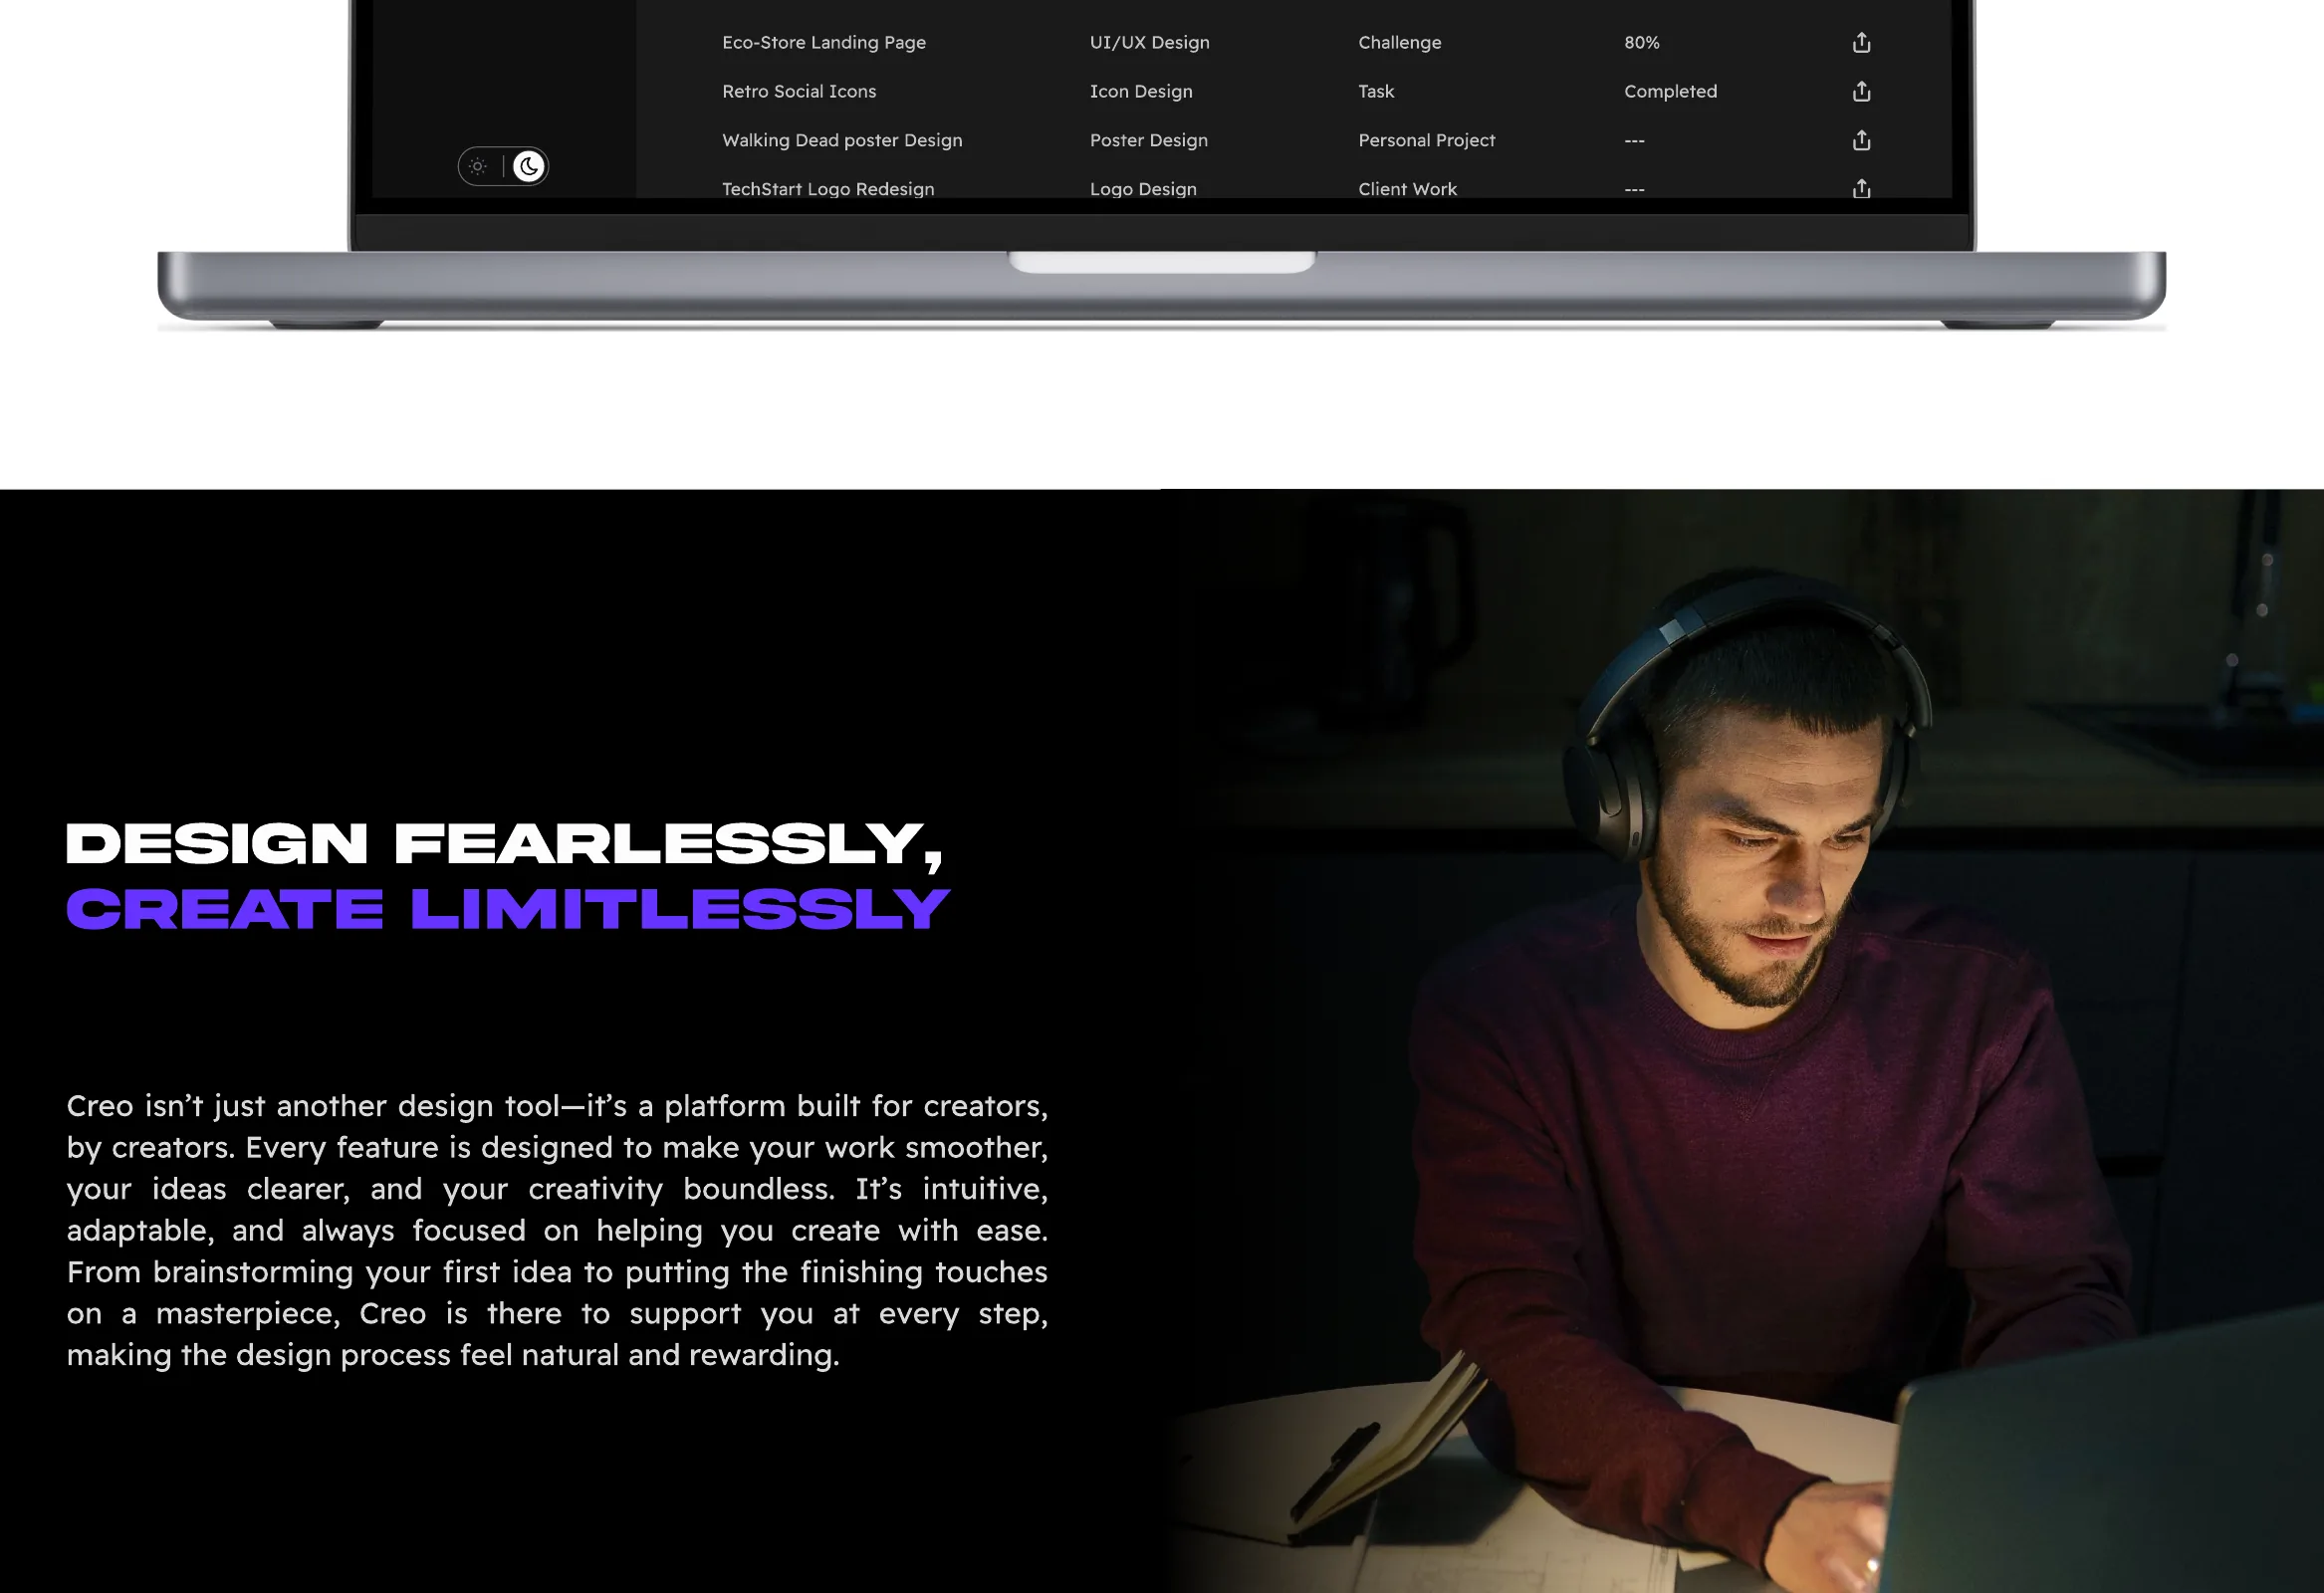 Eco-Store Landing Page UI/UX Design Challenge 80%
Retro Social Icons Icon Design Task Completed
Walking Dead poster Design Poster Design Personal Project ---
TechStart Logo Redesign Logo Design Client Work ---
DESIGN FEARLESSLY,
CREATE LIMITLESSLY
Creo isn’t just another design tool—it’s a platform built for creators,
by creators. Every feature is designed to make your work smoother,
your ideas clearer, and your creativity boundless. It’s intuitive,
adaptable, and always focused on helping you create with ease.
From brainstorming your first idea to putting the finishing touches
on a masterpiece, Creo is there to support you at every step,
making the design process feel natural and rewarding.